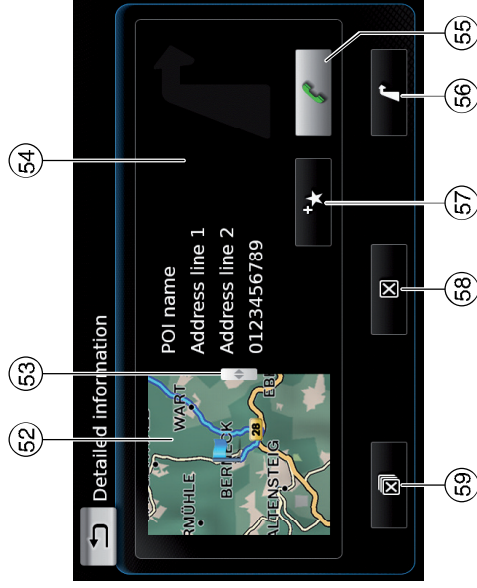 52
53
54
Detailed information
POI name
Address line 1
Address line 2
0123456789
WART
RMÜHLE
BERNECK
28
ALTENSTEIG
55
56
57
58
59